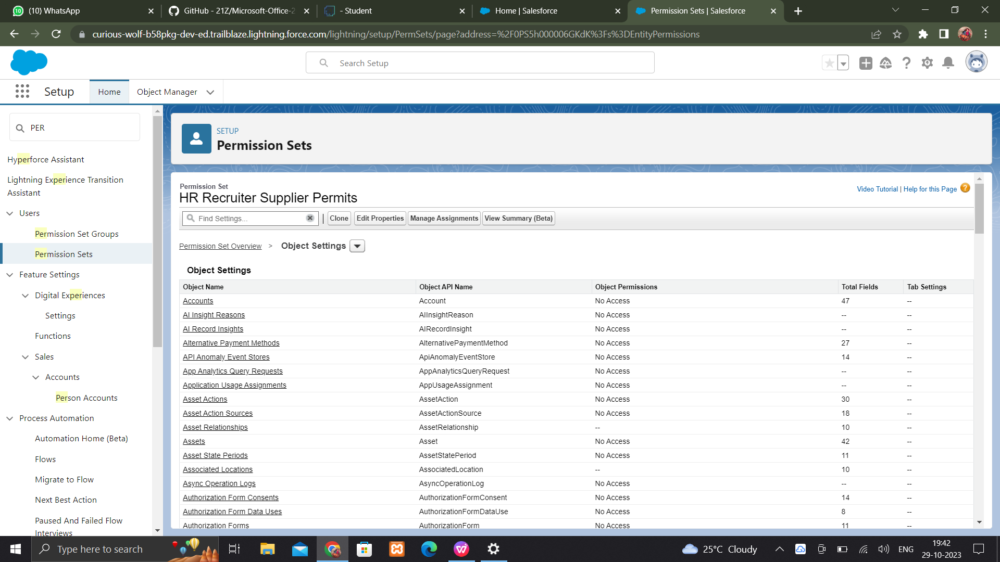 (10) WhatsApp
GitHub - 21Z/Microsoft-Office-2
- Student
Home | Salesforce
Permission Sets | Salesforce
curious-wolf-b58pkg-dev-ed.trailblaze.lightning.force.com/lightning/setup/PermSets/page?address=%2F0PS5h000006GKdK%3Fs%3DEntityPermissions
Search Setup
Setup
Home
Object Manager
PER
Hyperforce Assistant
Lightning Experience Transition
Assistant
Users
Permission Set Groups
Permission Sets
Feature Settings
Digital Experiences
Settings
Functions
Sales
Accounts
Person Accounts
Process Automation
Automation Home (Beta)
Flows
Migrate to Flow
Next Best Action
Paused And Failed Flow
Interviews
SETUP
Permission Sets
Permission Set
HR Recruiter Supplier Permits
Video Tutorial | Help for this Page
Find Settings... | Clone Edit Properties Manage Assignments View Summary (Beta)
Permission Set Overview > Object Settings
Object Settings
Object Name Object API Name Object Permissions Total Fields Tab Settings
Accounts Account No Access 47 --
AI Insight Reasons AIInsightReason No Access -- --
AI Record Insights AIRecordInsight No Access -- --
Alternative Payment Methods AlternativePaymentMethod No Access 27 --
API Anomaly Event Stores ApiAnomalyEventStore No Access 14 --
App Analytics Query Requests AppAnalyticsQueryRequest No Access -- --
Application Usage Assignments AppUsageAssignment No Access -- --
Asset Actions AssetAction No Access 30 --
Asset Action Sources AssetActionSource No Access 18 --
Asset Relationships AssetRelationship -- 10 --
Assets Asset No Access 42 --
Asset State Periods AssetStatePeriod No Access 11 --
Associated Locations AssociatedLocation -- 10 --
Async Operation Logs AsyncOperationLog No Access -- --
Authorization Form Consents AuthorizationFormConsent No Access 14 --
Authorization Form Data Uses AuthorizationFormDataUse No Access 8 --
Authorization Forms AuthorizationForm No Access 11 --
Type here to search
25°C Cloudy
ENG
19:42
29-10-2023